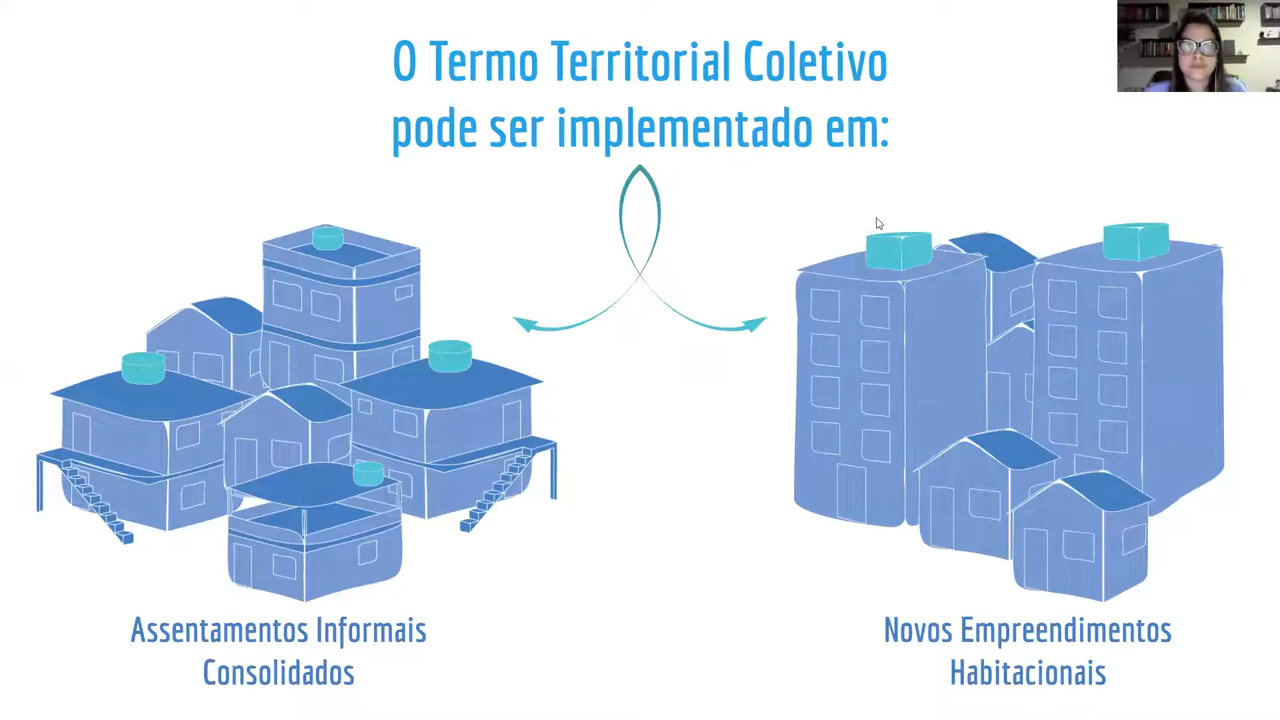 O Termo Territorial Coletivo
pode ser implementado em:
Assentamentos Informais
Consolidados
Novos Empreendimentos
Habitacionais